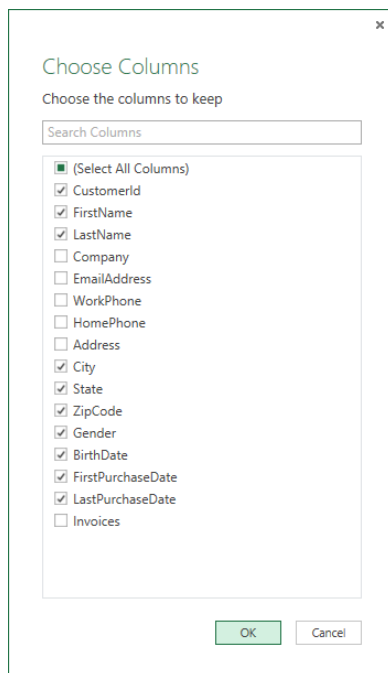 Choose Columns
Choose the columns to keep
Search Columns
(Select All Columns)
CustomerId
FirstName
LastName
Company
EmailAddress
WorkPhone
HomePhone
Address
City
State
ZipCode
Gender
BirthDate
FirstPurchaseDate
LastPurchaseDate
Invoices
OK Cancel